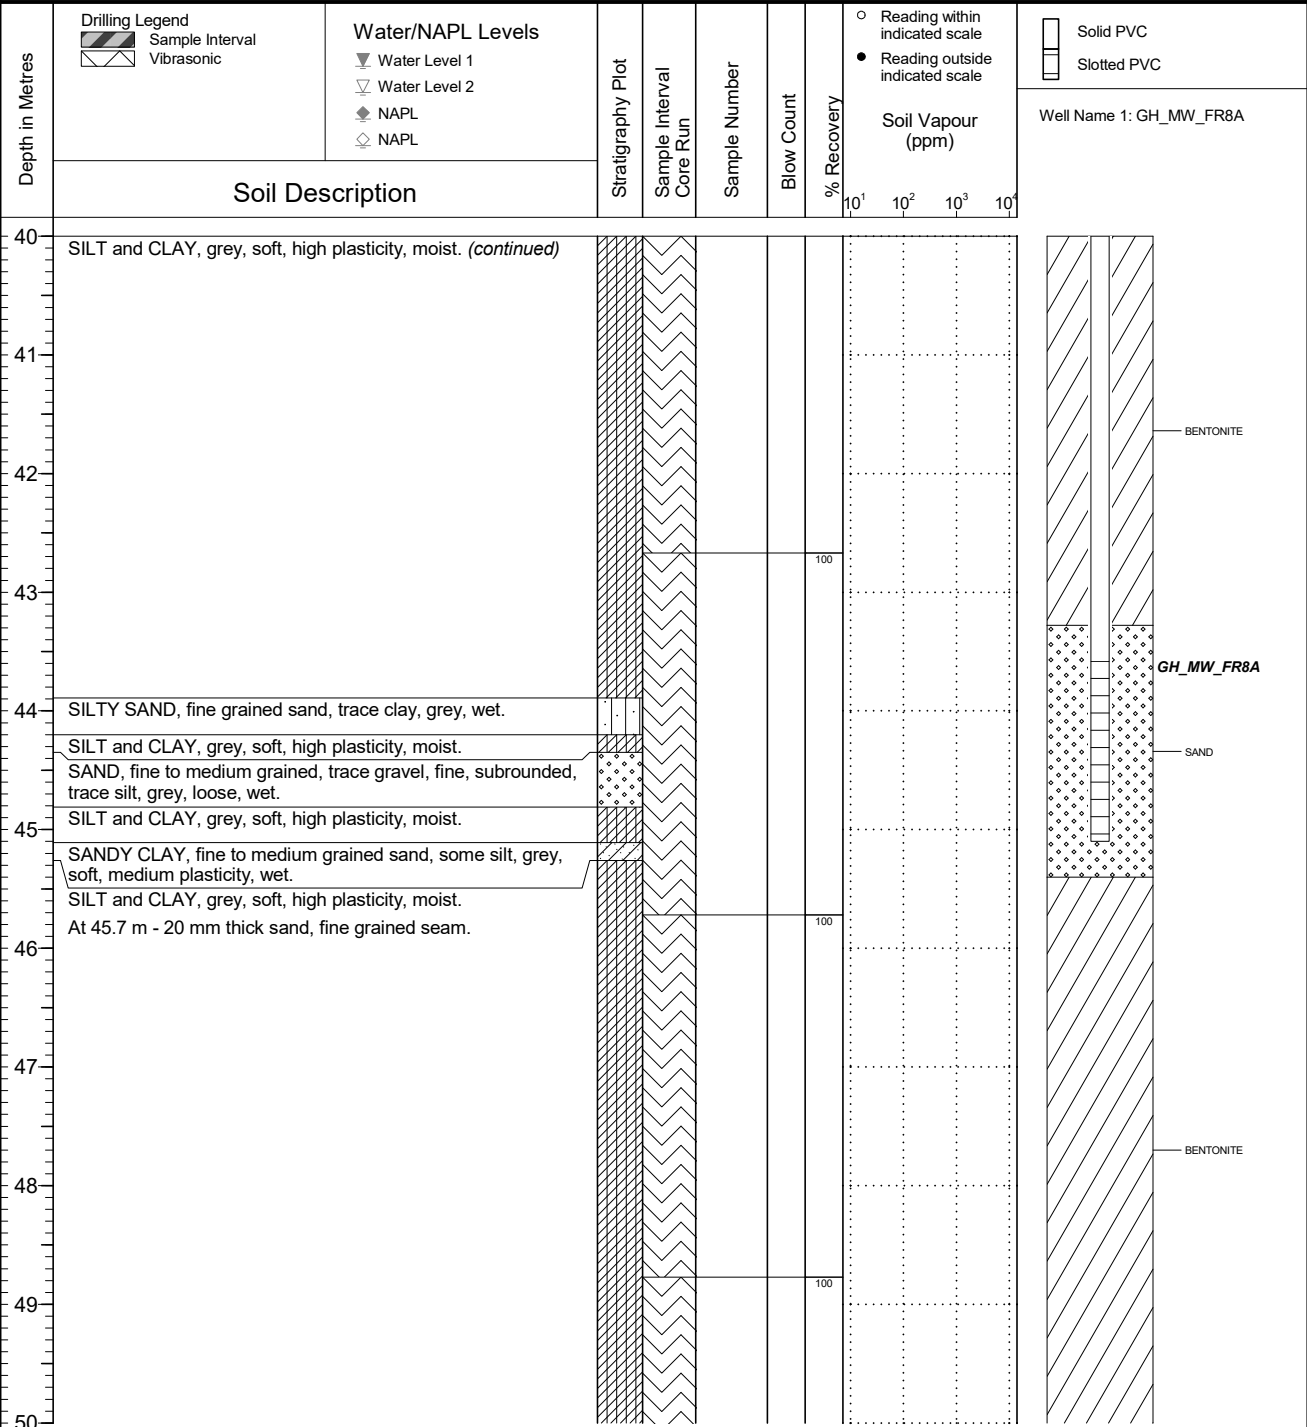 Drilling Legend
Sample Interval
Vibrasonic
Water/NAPL Levels
Water Level 1
Water Level 2
NAPL
NAPL
Depth in Metres
Soil Description
Stratigraphy Plot
Sample Interval
Core Run
Sample Number
Blow Count
% Recovery
Reading within
indicated scale
Reading outside
indicated scale
Soil Vapour
(ppm)
10¹ 10² 10³ 10⁴
Solid PVC
Slotted PVC
Well Name 1: GH_MW_FR8A
40
SILT and CLAY, grey, soft, high plasticity, moist. (continued)
41
BENTONITE
42
100
43
GH_MW_FR8A
44
SILTY SAND, fine grained sand, trace clay, grey, wet.
SILT and CLAY, grey, soft, high plasticity, moist.
SAND
SAND, fine to medium grained, trace gravel, fine, subrounded,
trace silt, grey, loose, wet.
SILT and CLAY, grey, soft, high plasticity, moist.
45
SANDY CLAY, fine to medium grained sand, some silt, grey,
soft, medium plasticity, wet.
SILT and CLAY, grey, soft, high plasticity, moist.
100
At 45.7 m - 20 mm thick sand, fine grained seam.
46
47
BENTONITE
48
100
49
50